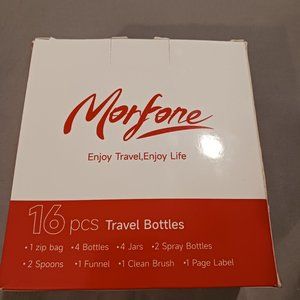 Morfone
Enjoy Travel,Enjoy Life
16 pcs Travel Bottles
•1 zip bag •4 Bottles •4 Jars •2 Spray Bottles
•2 Spoons •1 Funnel •1 Clean Brush •1 Page Label